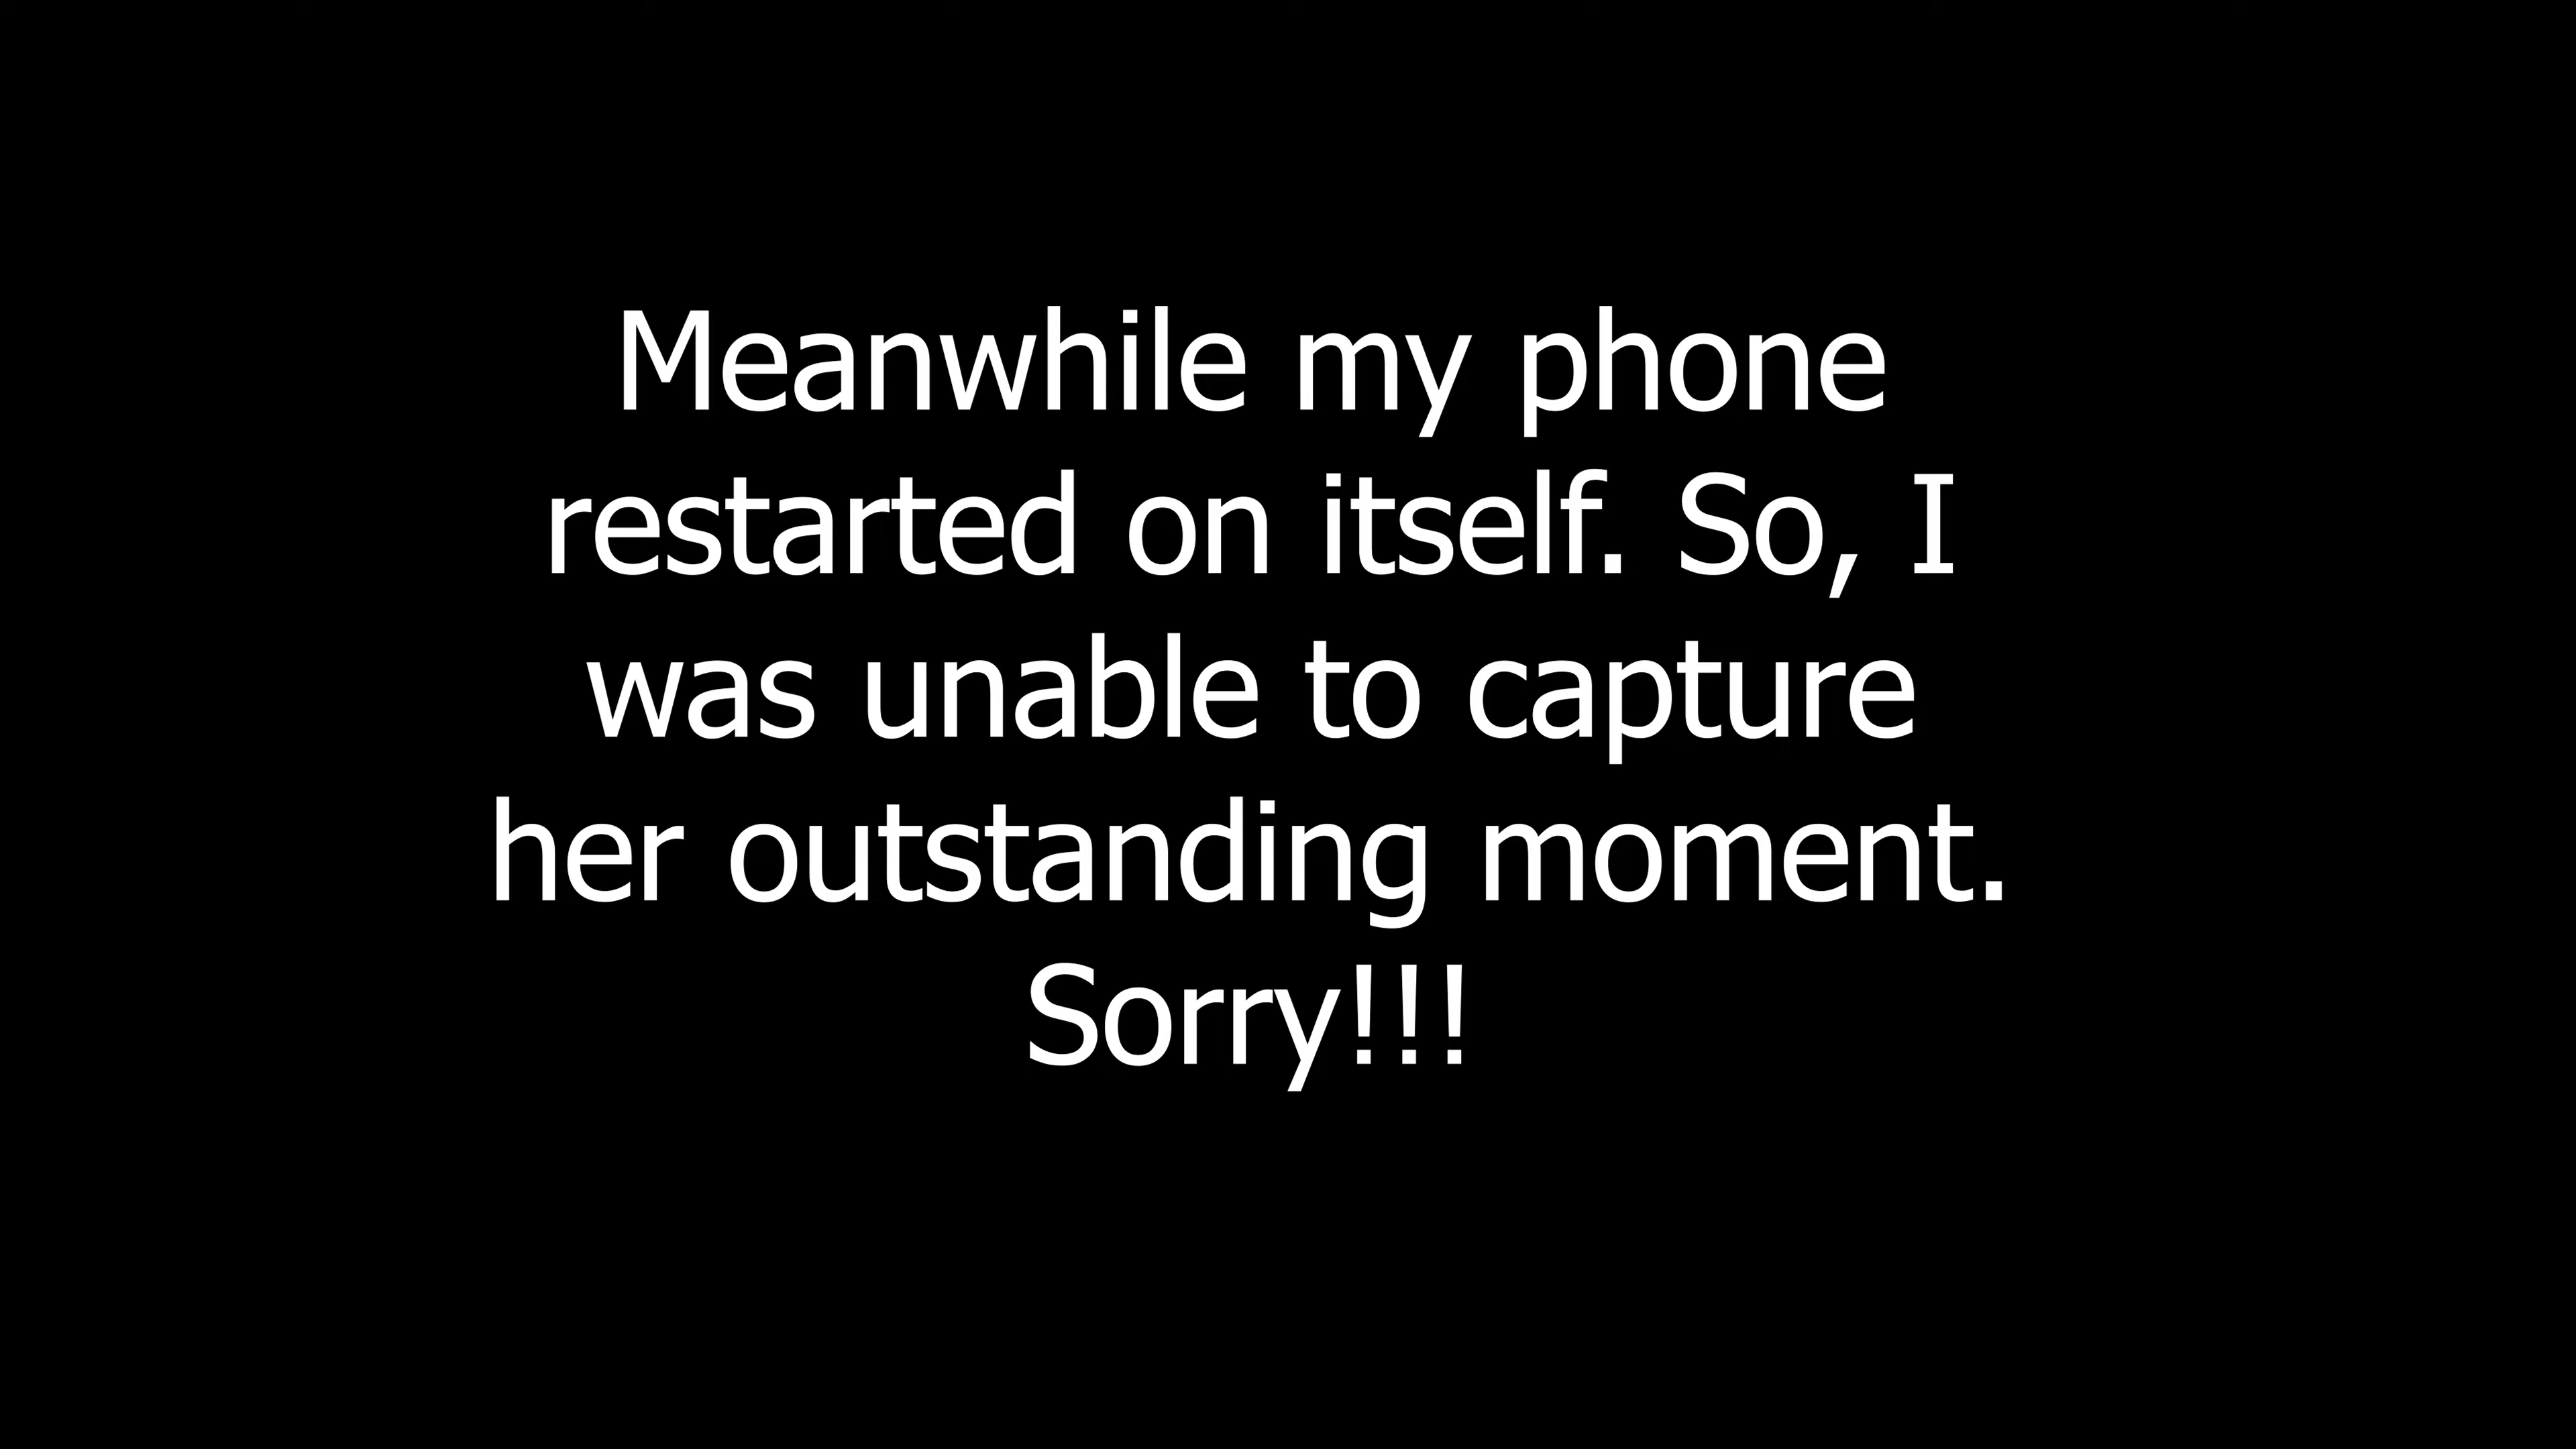 Meanwhile my phone
restarted on itself. So, I
was unable to capture
her outstanding moment.
Sorry!!!